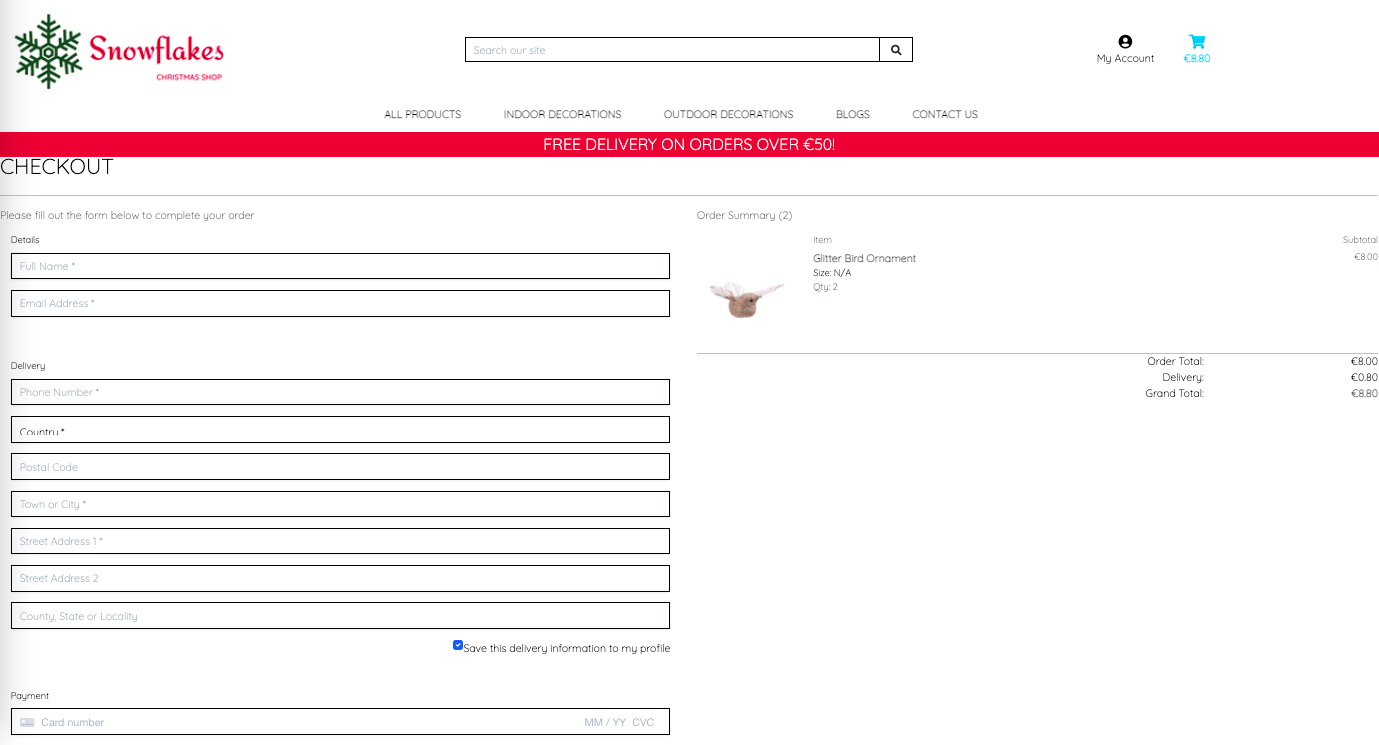 Snowflakes
CHRISTMAS SHOP
Search our site
My Account
€8.80
ALL PRODUCTS INDOOR DECORATIONS OUTDOOR DECORATIONS BLOGS CONTACT US
FREE DELIVERY ON ORDERS OVER €50!
CHECKOUT
Please fill out the form below to complete your order
Details
Full Name *
Email Address *
Delivery
Phone Number *
Country *
Postal Code
Town or City *
Street Address 1 *
Street Address 2
County, State or Locality
Save this delivery information to my profile
Payment
Card number MM / YY CVC
Order Summary (2)
Item Subtotal
Glitter Bird Ornament €8.00
Size: N/A
Qty: 2
Order Total: €8.00
Delivery: €0.80
Grand Total: €8.80